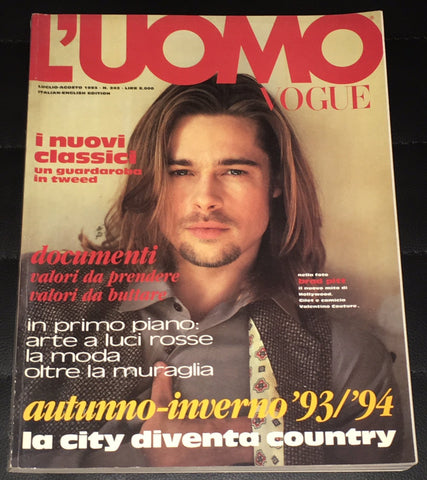 L'UOMO
VOGUE
LUGLIO-AGOSTO 1993 - N. 242 - LIRE 8.000
ITALIAN-ENGLISH EDITION
i nuovi
classici
un guardaroba
in tweed
documenti
valori da prendere
valori da buttare
nella foto
brad pitt
il nuovo mito di
Hollywood.
Gilet e camicia
Valentino Couture.
in primo piano:
arte a luci rosse
la moda
oltre la muraglia
autunno-inverno '93/'94
la city diventa country